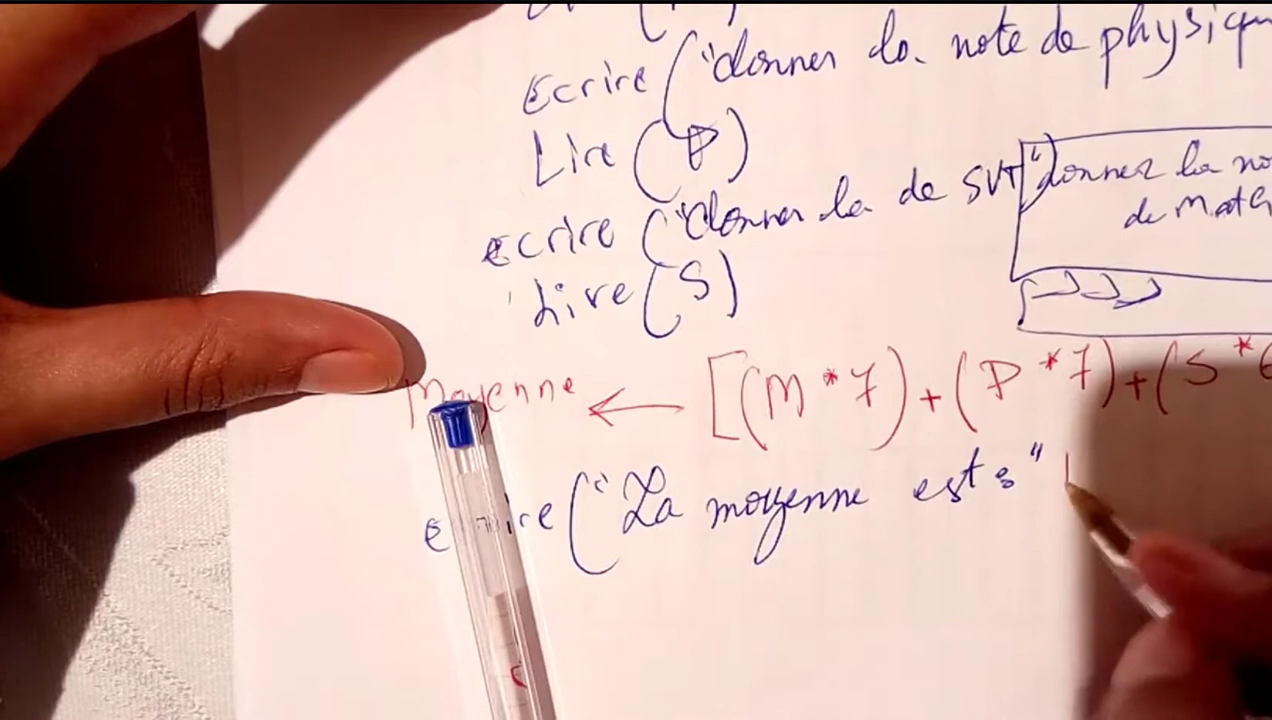 Ecrire ("donner la note de physiqu
Lire (P)
ecrire ("donner la de SVT")
donner la no
de math
Lire (S)
Moyenne ← [(M * 7) + (P * 7) + (S * 6
ecrire ("La moyenne est : "